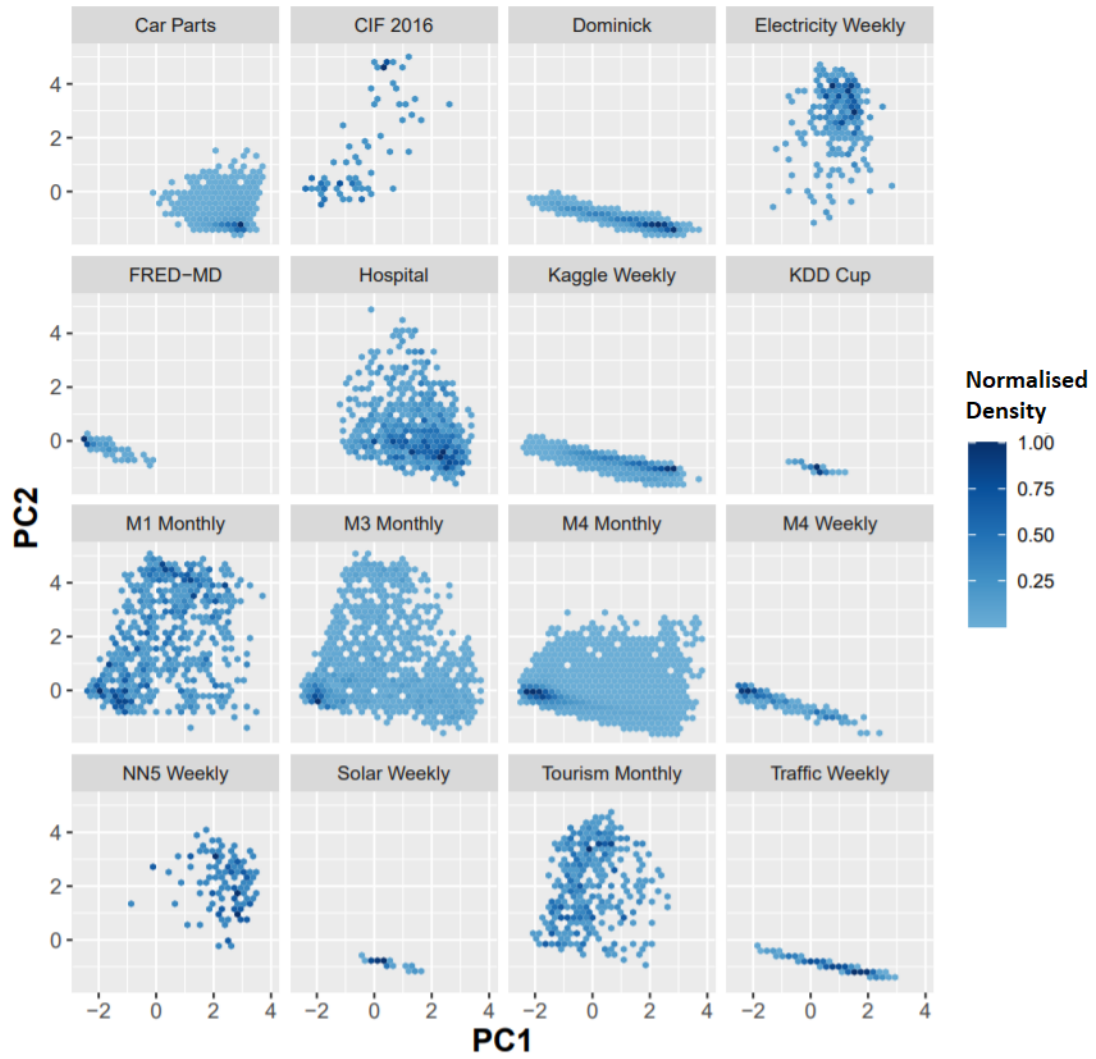 Car Parts CIF 2016 Dominick Electricity Weekly
4
2
0
FRED−MD Hospital Kaggle Weekly KDD Cup
4
2
0
M1 Monthly M3 Monthly M4 Monthly M4 Weekly
4
2
0
NN5 Weekly Solar Weekly Tourism Monthly Traffic Weekly
4
2
0
−2 0 2 4 −2 0 2 4 −2 0 2 4 −2 0 2 4
PC1
PC2
Normalised
Density
1.00
0.75
0.50
0.25